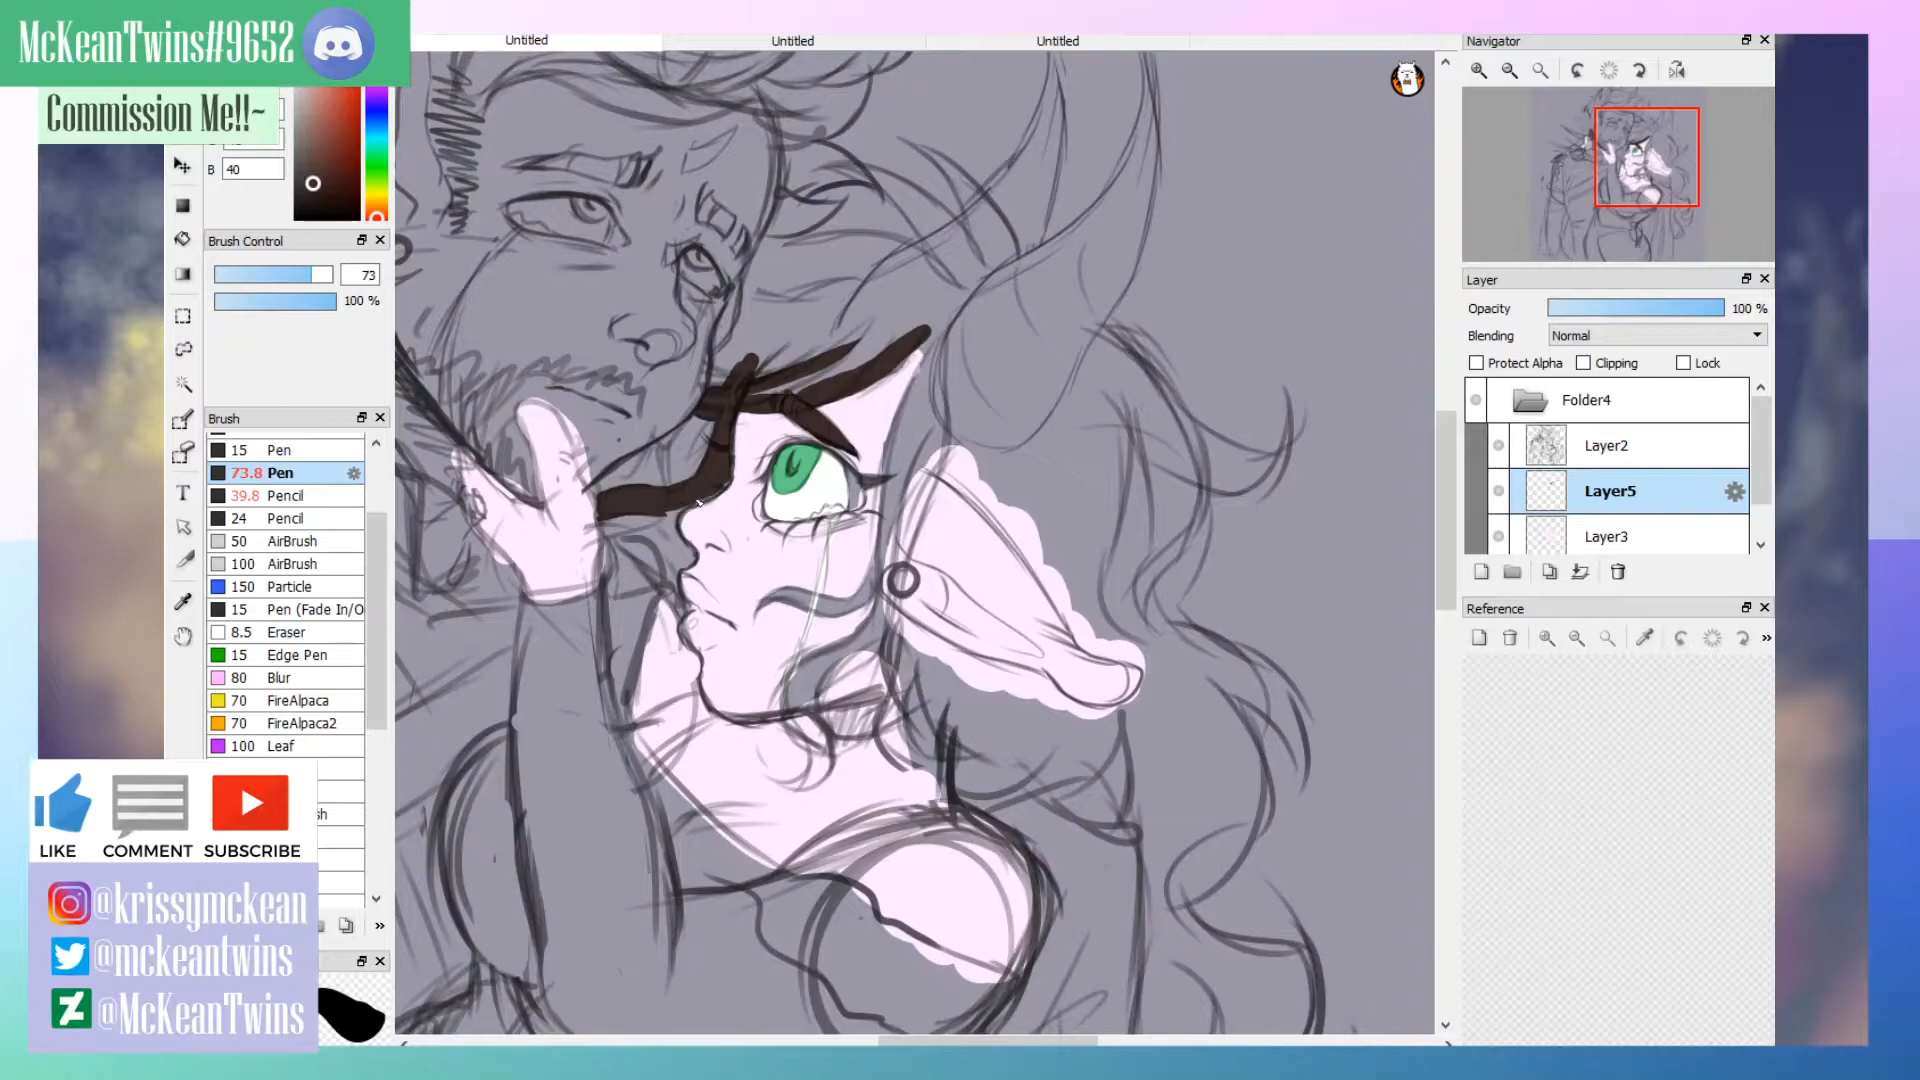 McKeanTwins#9652
Commission Me!!~
Untitled
Untitled
Untitled
B 40
Brush Control
73
100 %
Brush
15 Pen
73.8 Pen
39.8 Pencil
24 Pencil
50 AirBrush
100 AirBrush
150 Particle
15 Pen (Fade In/O
8.5 Eraser
15 Edge Pen
80 Blur
70 FireAlpaca
70 FireAlpaca2
100 Leaf
sh
LIKE
COMMENT
SUBSCRIBE
@krissymckean
@mckeantwins
@McKeanTwins
Navigator
Layer
Opacity 100 %
Blending Normal
Protect Alpha Clipping Lock
Folder4
Layer2
Layer5
Layer3
Reference